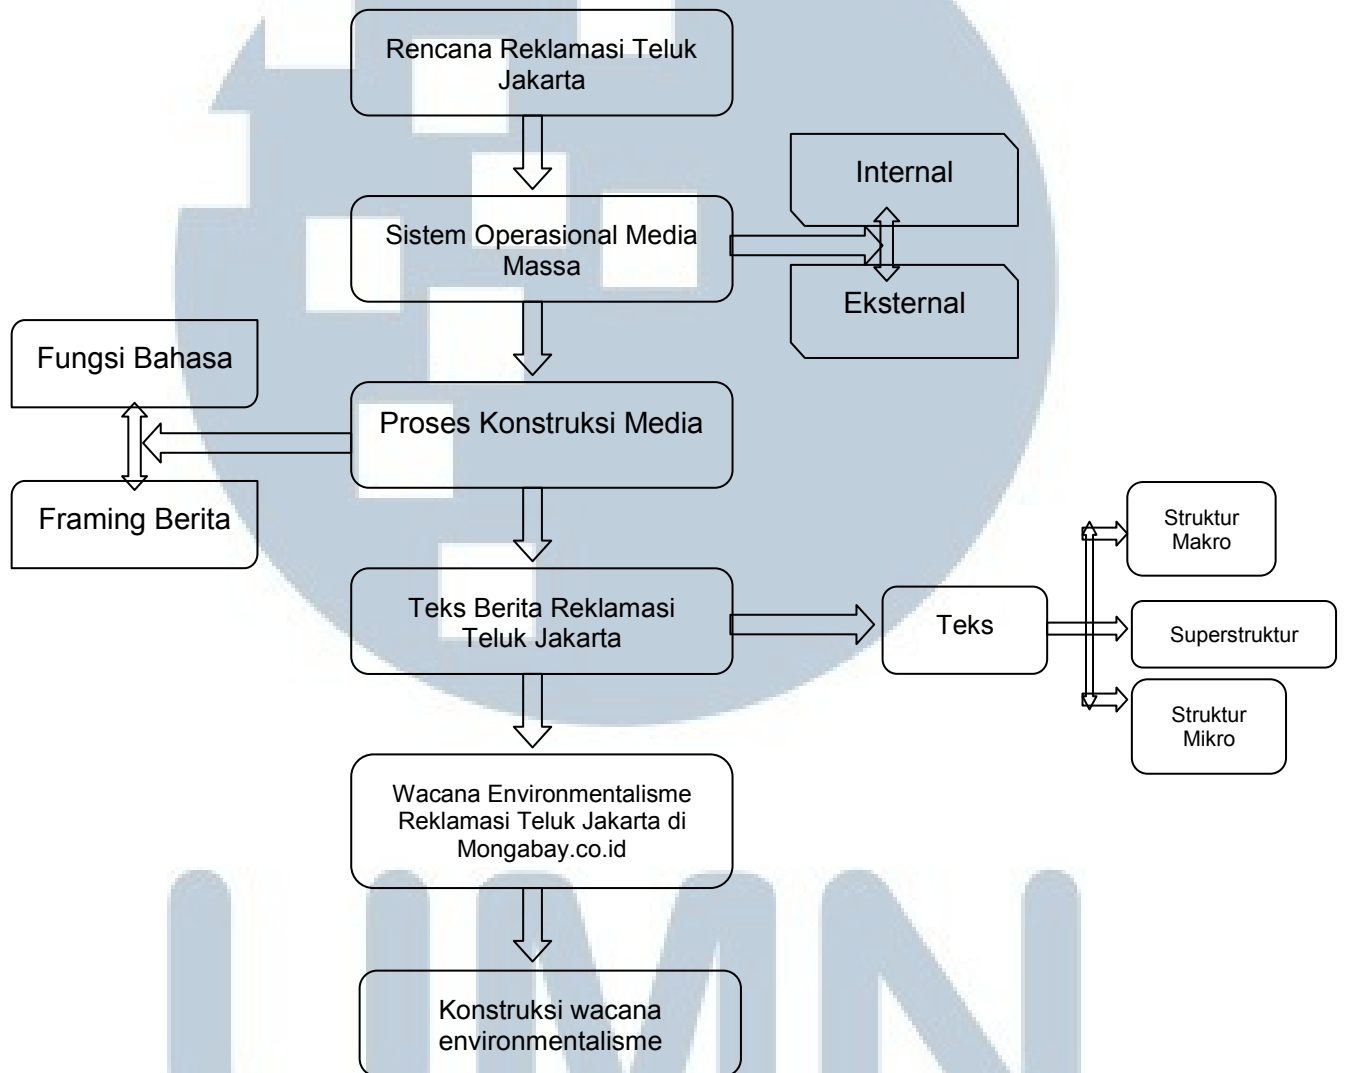 Rencana Reklamasi Teluk
Jakarta
Internal
Sistem Operasional Media
Massa
Eksternal
Fungsi Bahasa
Proses Konstruksi Media
Framing Berita
Struktur
Makro
Teks Berita Reklamasi
Teluk Jakarta
Teks
Superstruktur
Struktur
Mikro
Wacana Environmentalisme
Reklamasi Teluk Jakarta di
Mongabay.co.id
UMN
Konstruksi wacana
environmentalisme